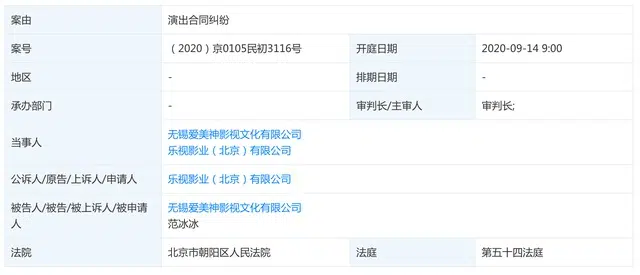 案由 演出合同纠纷
案号 （2020）京0105民初3116号 开庭日期 2020-09-14 9:00
地区 - 排期日期 -
承办部门 - 审判长/主审人 审判长;
当事人 无锡爱美神影视文化有限公司
乐视影业（北京）有限公司
公诉人/原告/上诉人/申请人 乐视影业（北京）有限公司
被告人/被告/被上诉人/被申请
人
无锡爱美神影视文化有限公司
范冰冰
法院 北京市朝阳区人民法院 法庭 第五十四法庭